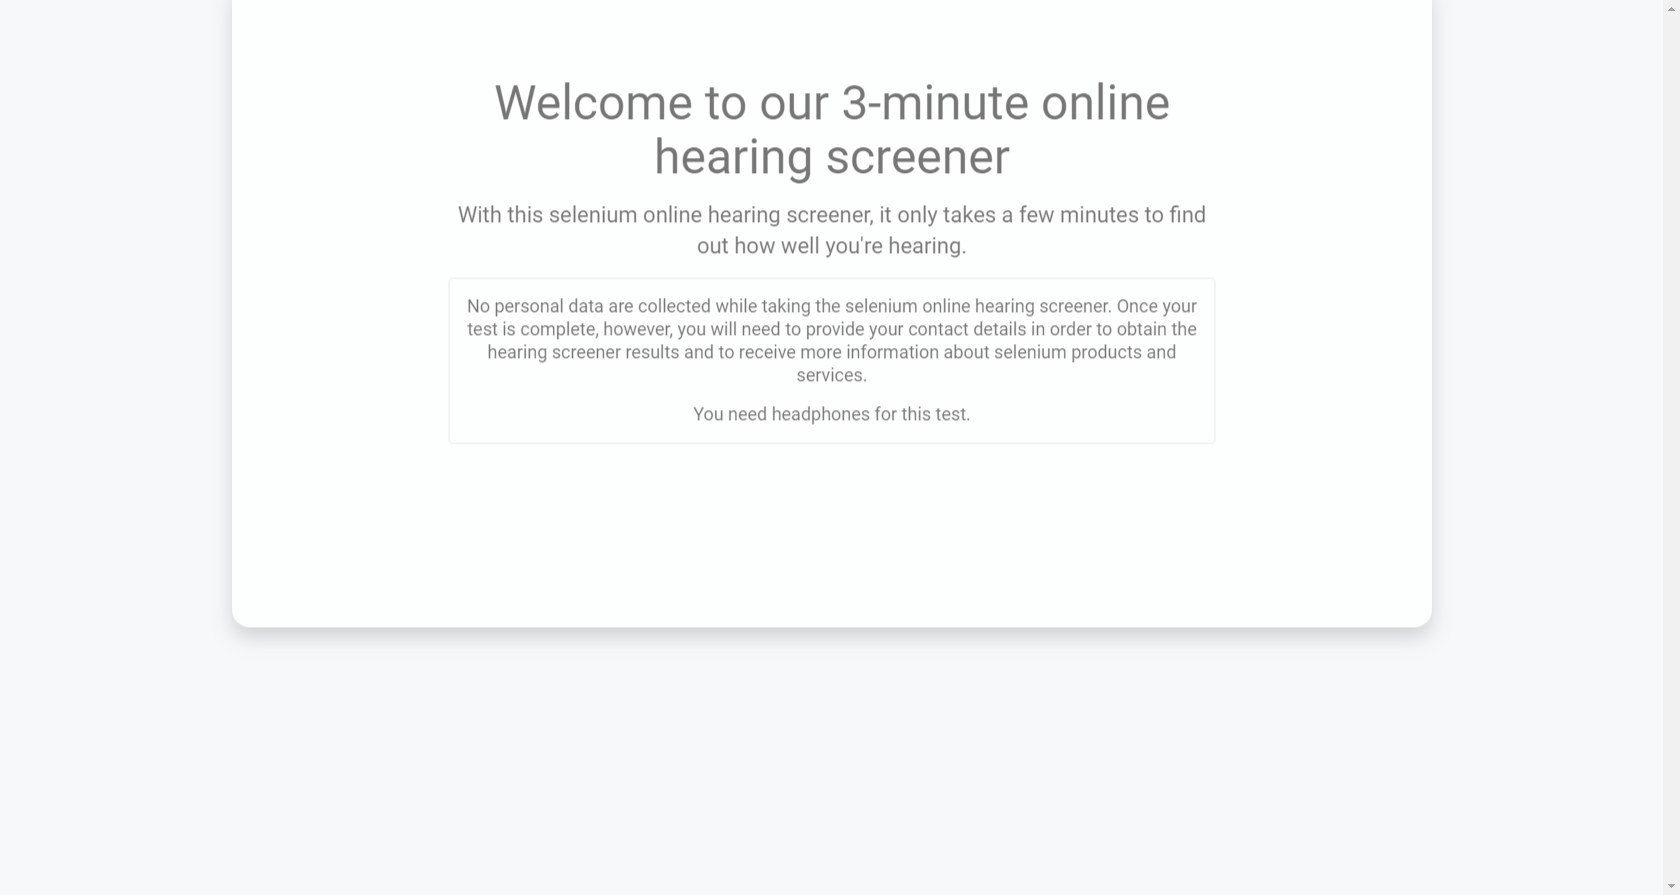 Welcome to our 3-minute online
hearing screener
With this selenium online hearing screener, it only takes a few minutes to find
out how well you're hearing.
No personal data are collected while taking the selenium online hearing screener. Once your
test is complete, however, you will need to provide your contact details in order to obtain the
hearing screener results and to receive more information about selenium products and
services.
You need headphones for this test.